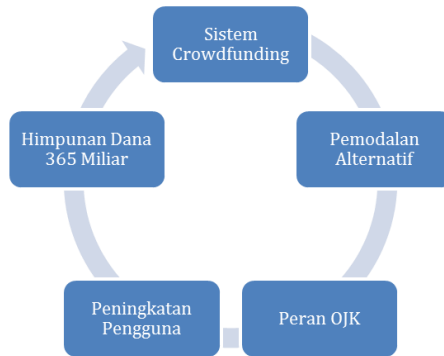 Sistem
Crowdfunding
Pemodalan
Alternatif
Peran OJK
Peningkatan
Pengguna
Himpunan Dana
365 Miliar